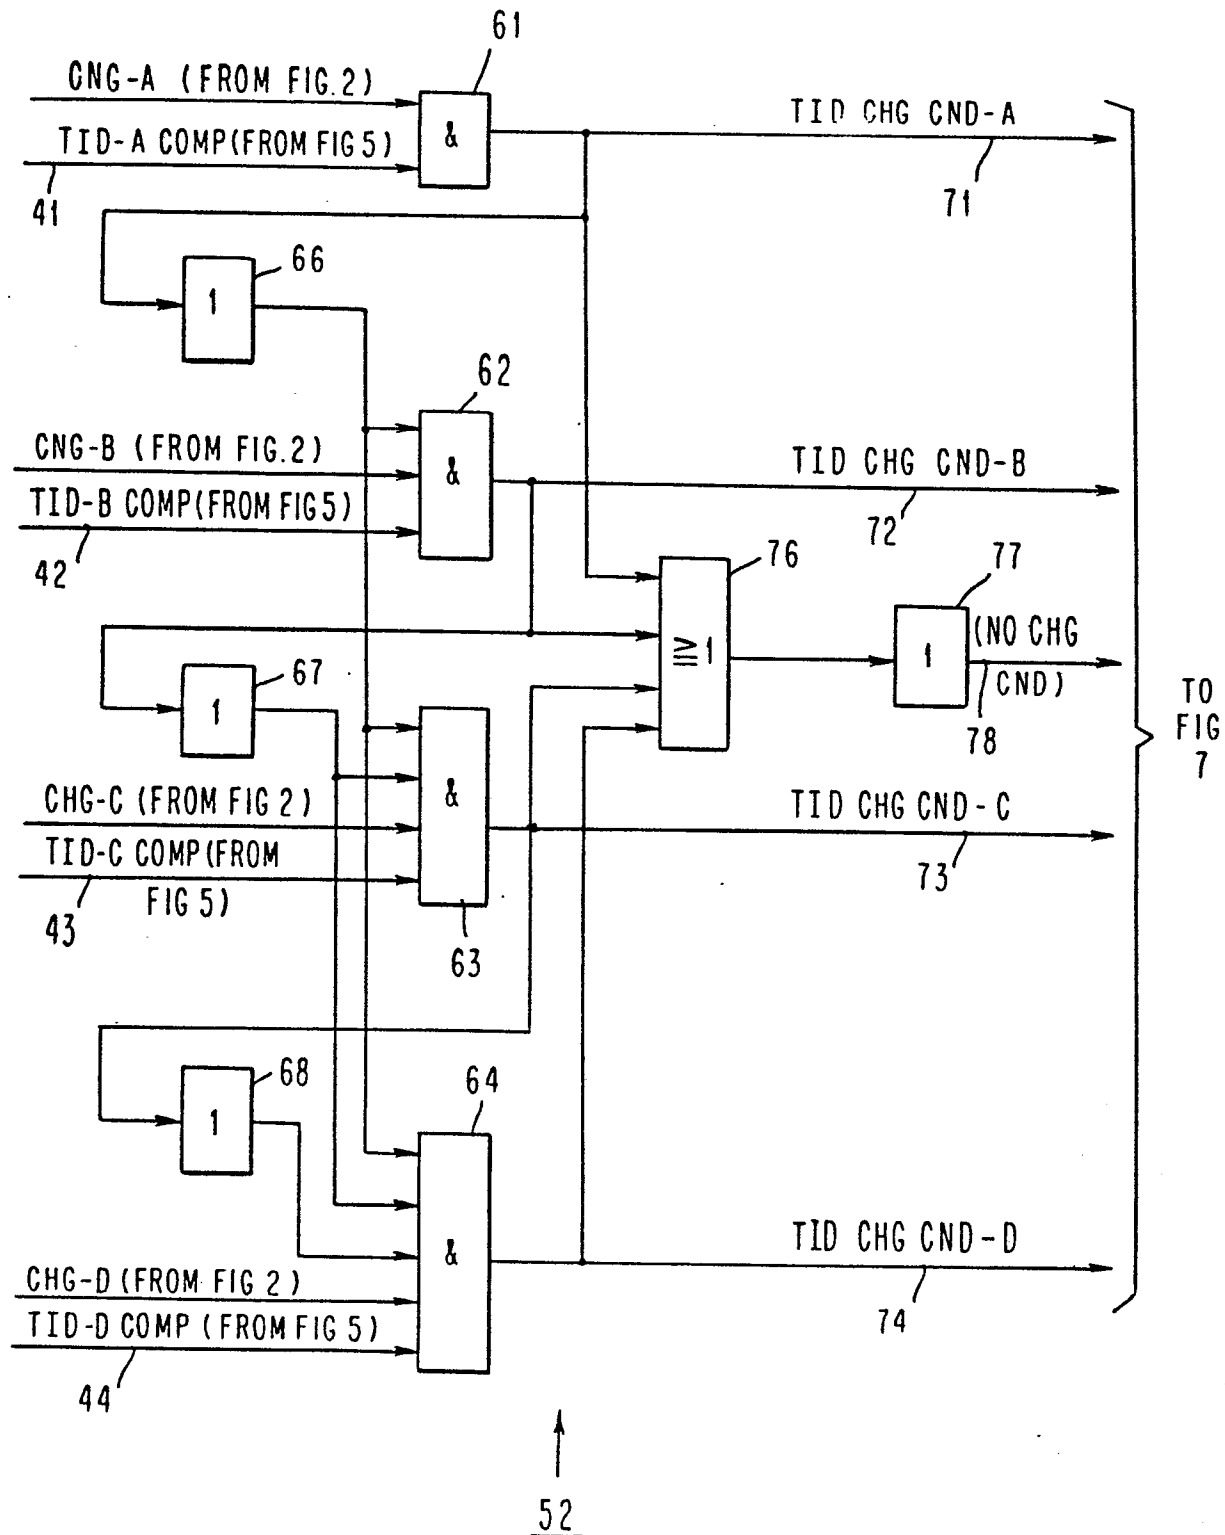 61
CNG-A (FROM FIG.2)
TID-A COMP(FROM FIG 5)
41
&
TID CHG CND-A
71
66
1
62
CNG-B (FROM FIG.2)
TID-B COMP(FROM FIG 5)
42
&
TID CHG CND-B
72
76
≥1
77
1
(NO CHG
CND)
78
TO
FIG
7
67
1
CHG-C (FROM FIG 2)
TID-C COMP(FROM
FIG 5)
43
&
63
TID CHG CND-C
73
68
1
64
CHG-D (FROM FIG 2)
TID-D COMP (FROM FIG 5)
44
&
TID CHG CND-D
74
52